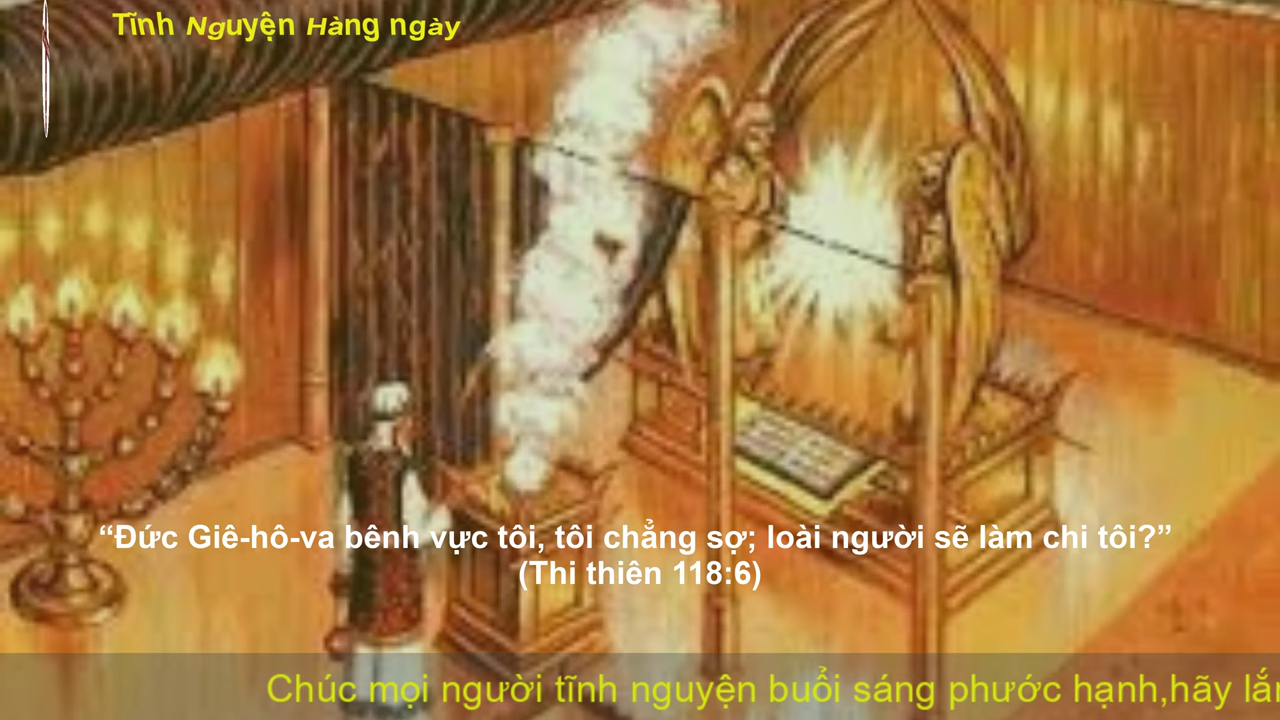 Tĩnh Nguyện Hàng ngày
“Đức Giê-hô-va bênh vực tôi, tôi chẳng sợ; loài người sẽ làm chi tôi?”
(Thi thiên 118:6)
Chúc mọi người tĩnh nguyện buổi sáng phước hạnh,hãy